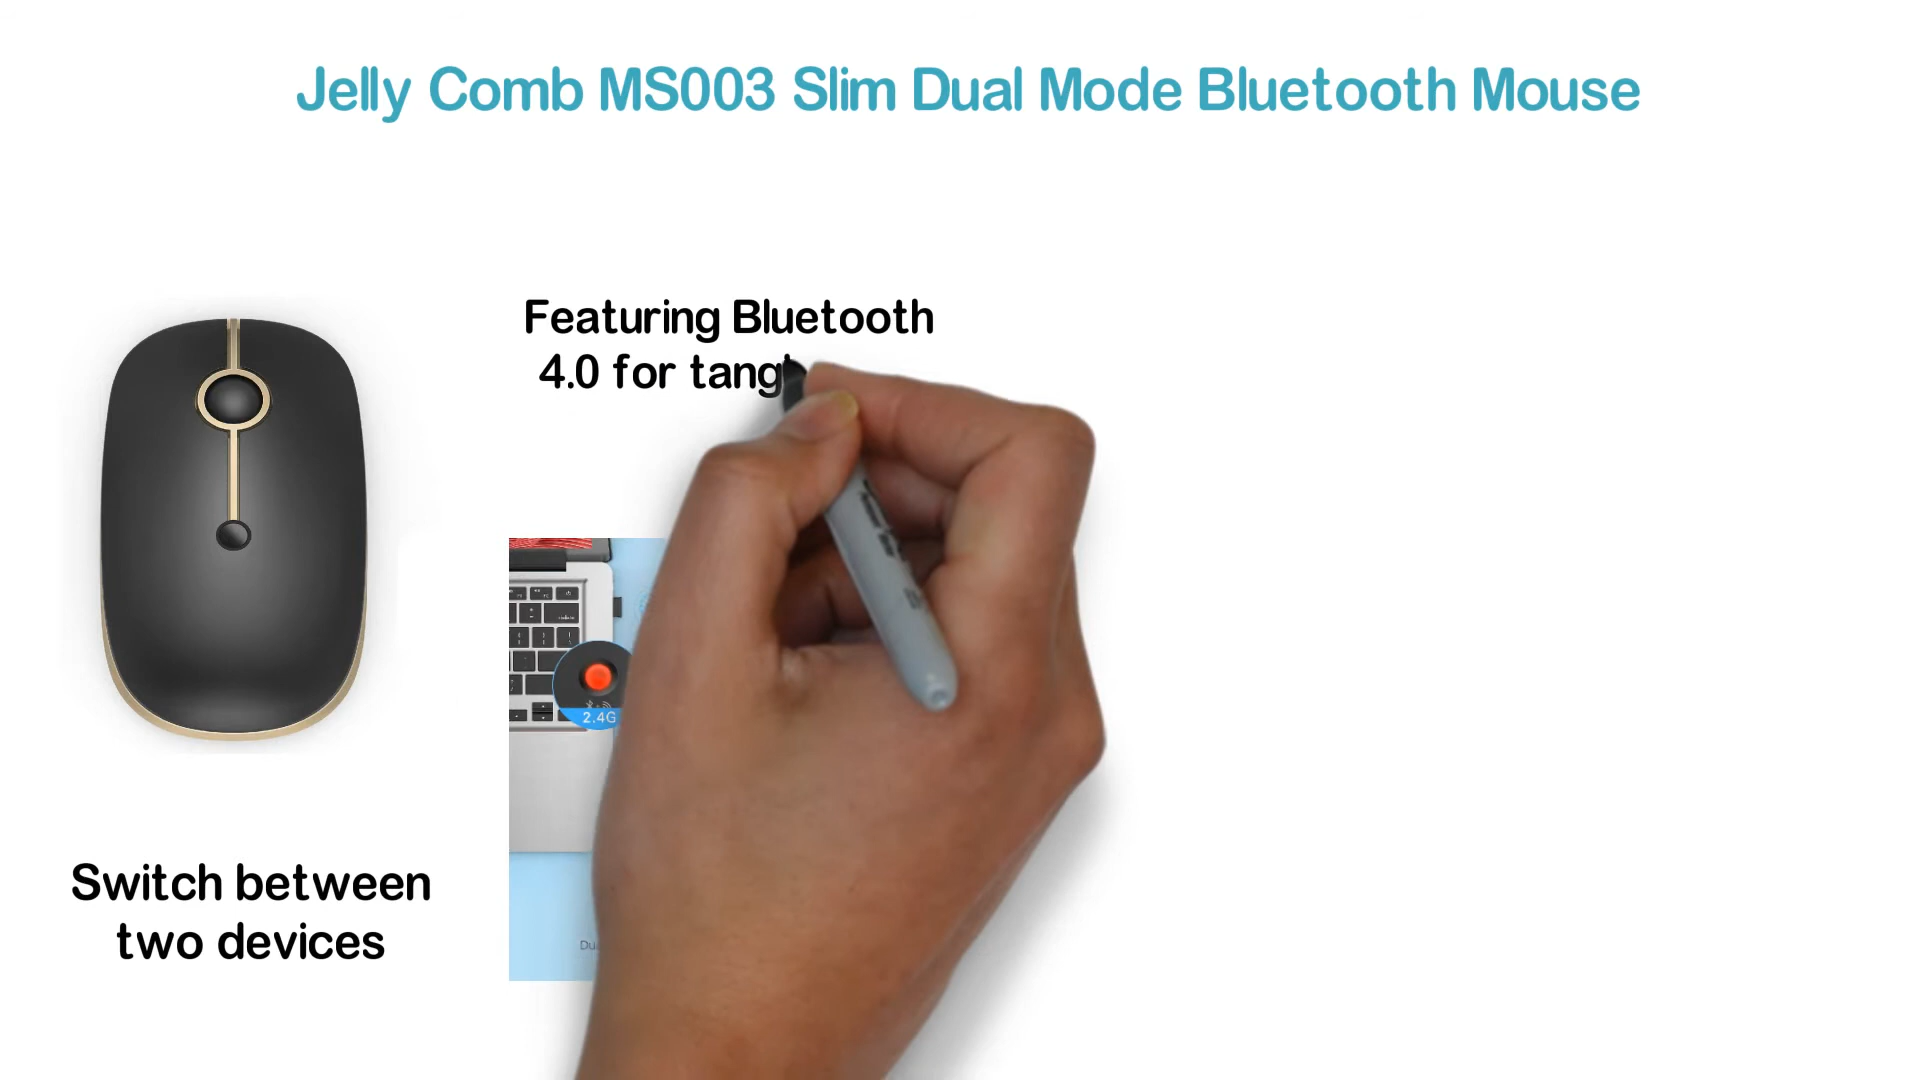 Jelly Comb MS003 Slim Dual Mode Bluetooth Mouse
Featuring Bluetooth
4.0 for
2.4G
Switch between
two devices